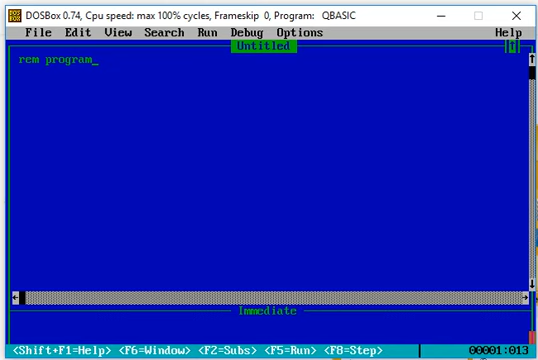 DOSBox 0.74, Cpu speed: max 100% cycles, Frameskip 0, Program: QBASIC
File Edit View Search Run Debug Options Help
Untitled
rem program_
Immediate
<Shift+F1=Help> <F6=Window> <F2=Subs> <F5=Run> <F8=Step> 00001:013